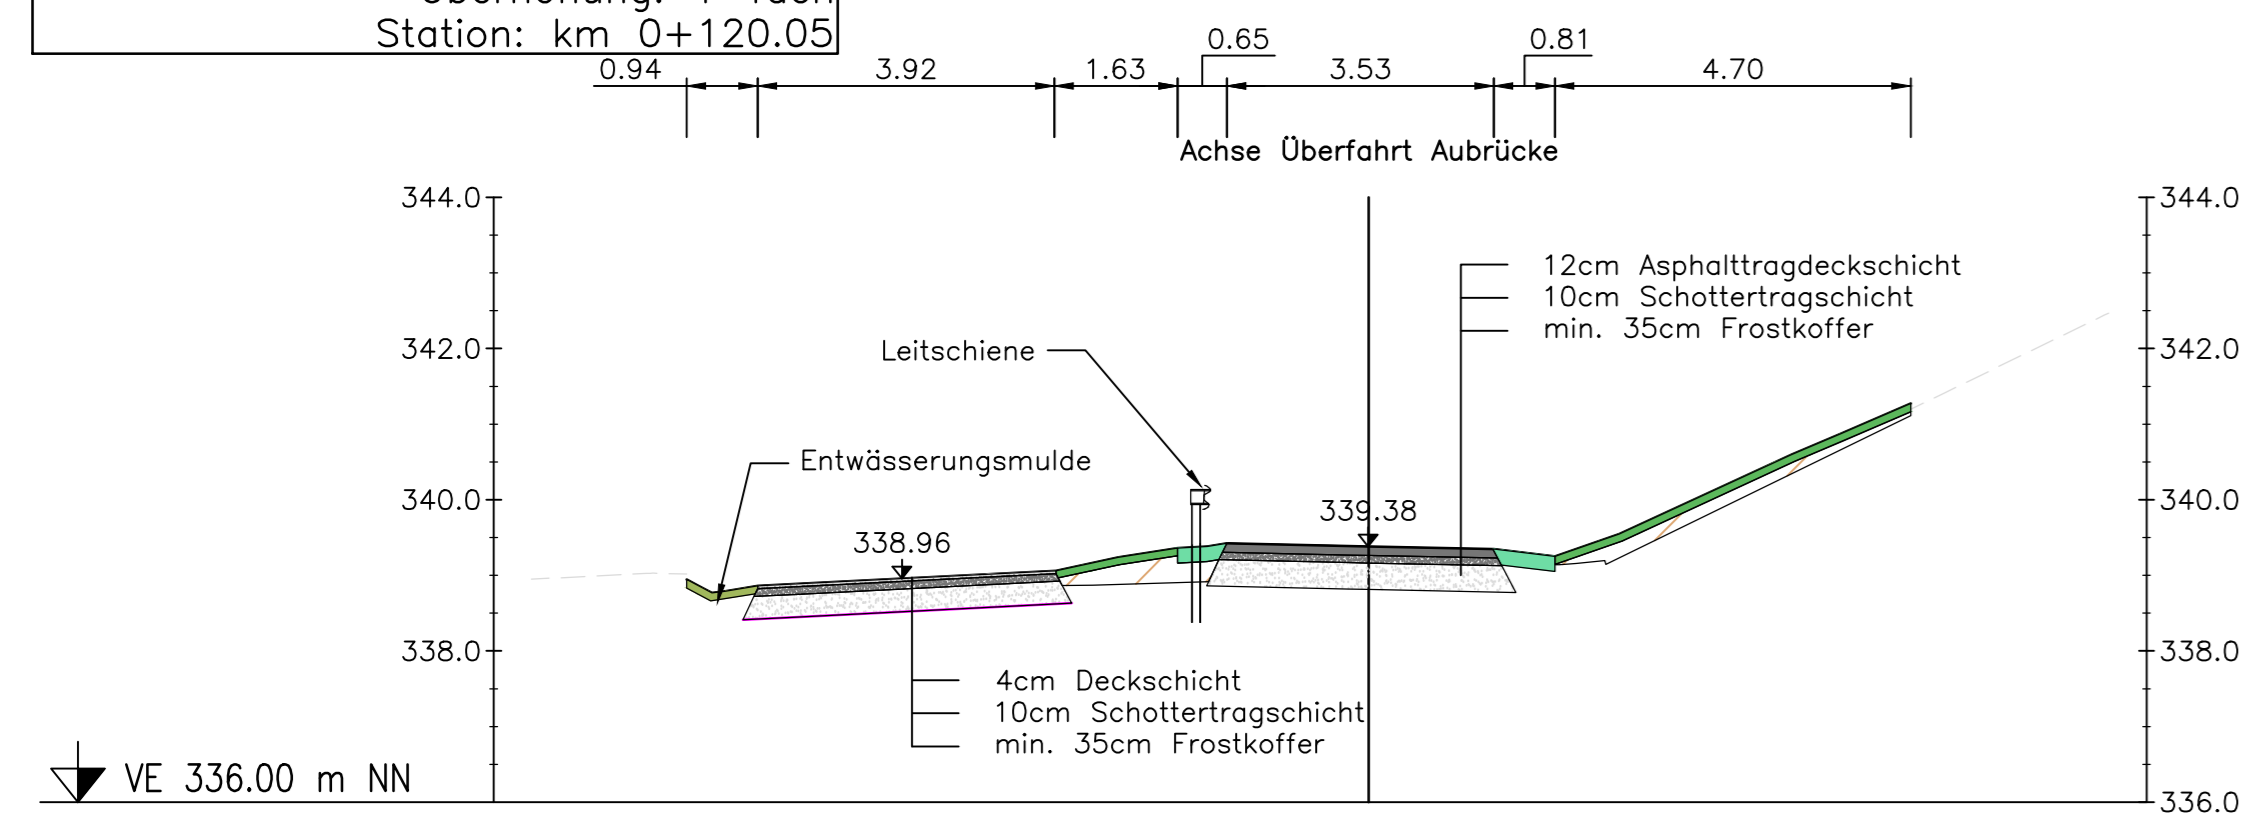 Station: km 0+120.05
0.65
0.81
0.94
3.92
1.63
3.53
4.70
Achse Überfahrt Aubrücke
344.0
344.0
12cm Asphalttragdeckschicht
10cm Schottertragschicht
min. 35cm Frostkoffer
Leitschiene
342.0
342.0
Entwässerungsmulde
340.0
340.0
339.38
338.96
338.0
338.0
4cm Deckschicht
10cm Schottertragschicht
min. 35cm Frostkoffer
VE 336.00 m NN
336.0